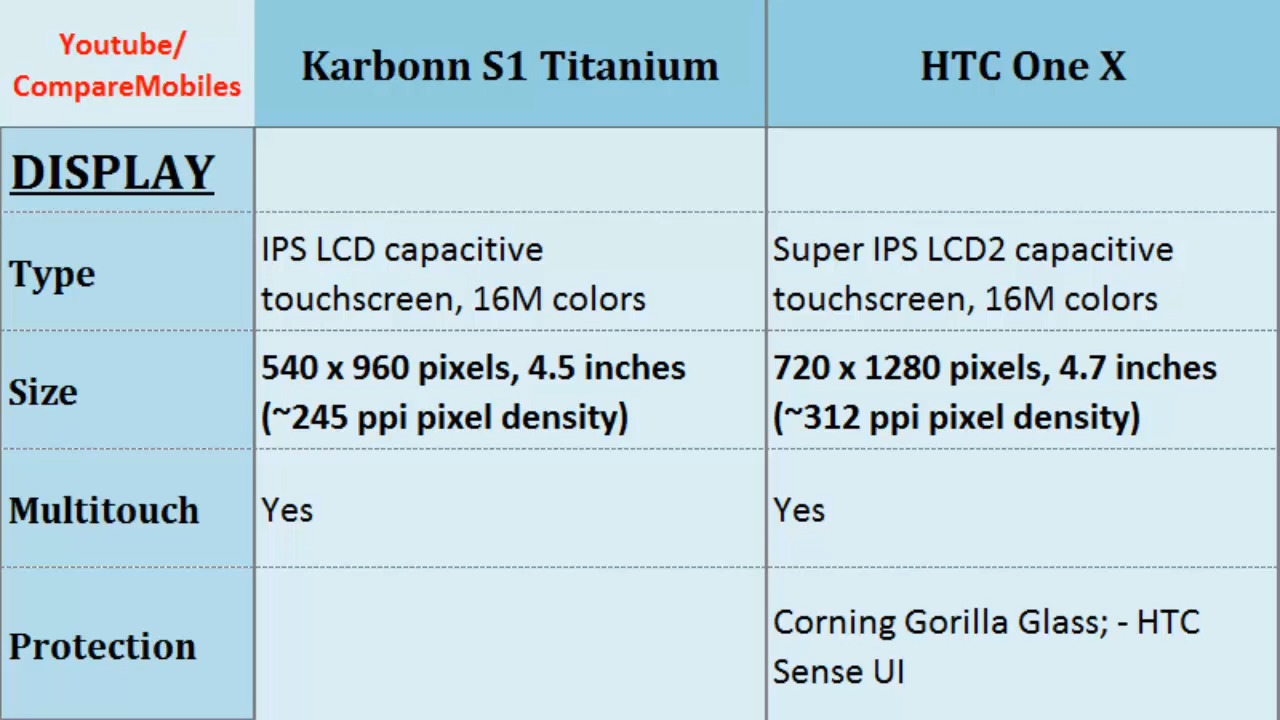 Youtube/
CompareMobiles
Karbonn S1 Titanium
HTC One X
DISPLAY
Type
IPS LCD capacitive
touchscreen, 16M colors
Super IPS LCD2 capacitive
touchscreen, 16M colors
Size
540 x 960 pixels, 4.5 inches
(~245 ppi pixel density)
720 x 1280 pixels, 4.7 inches
(~312 ppi pixel density)
Multitouch
Yes
Yes
Protection
Corning Gorilla Glass; - HTC
Sense UI